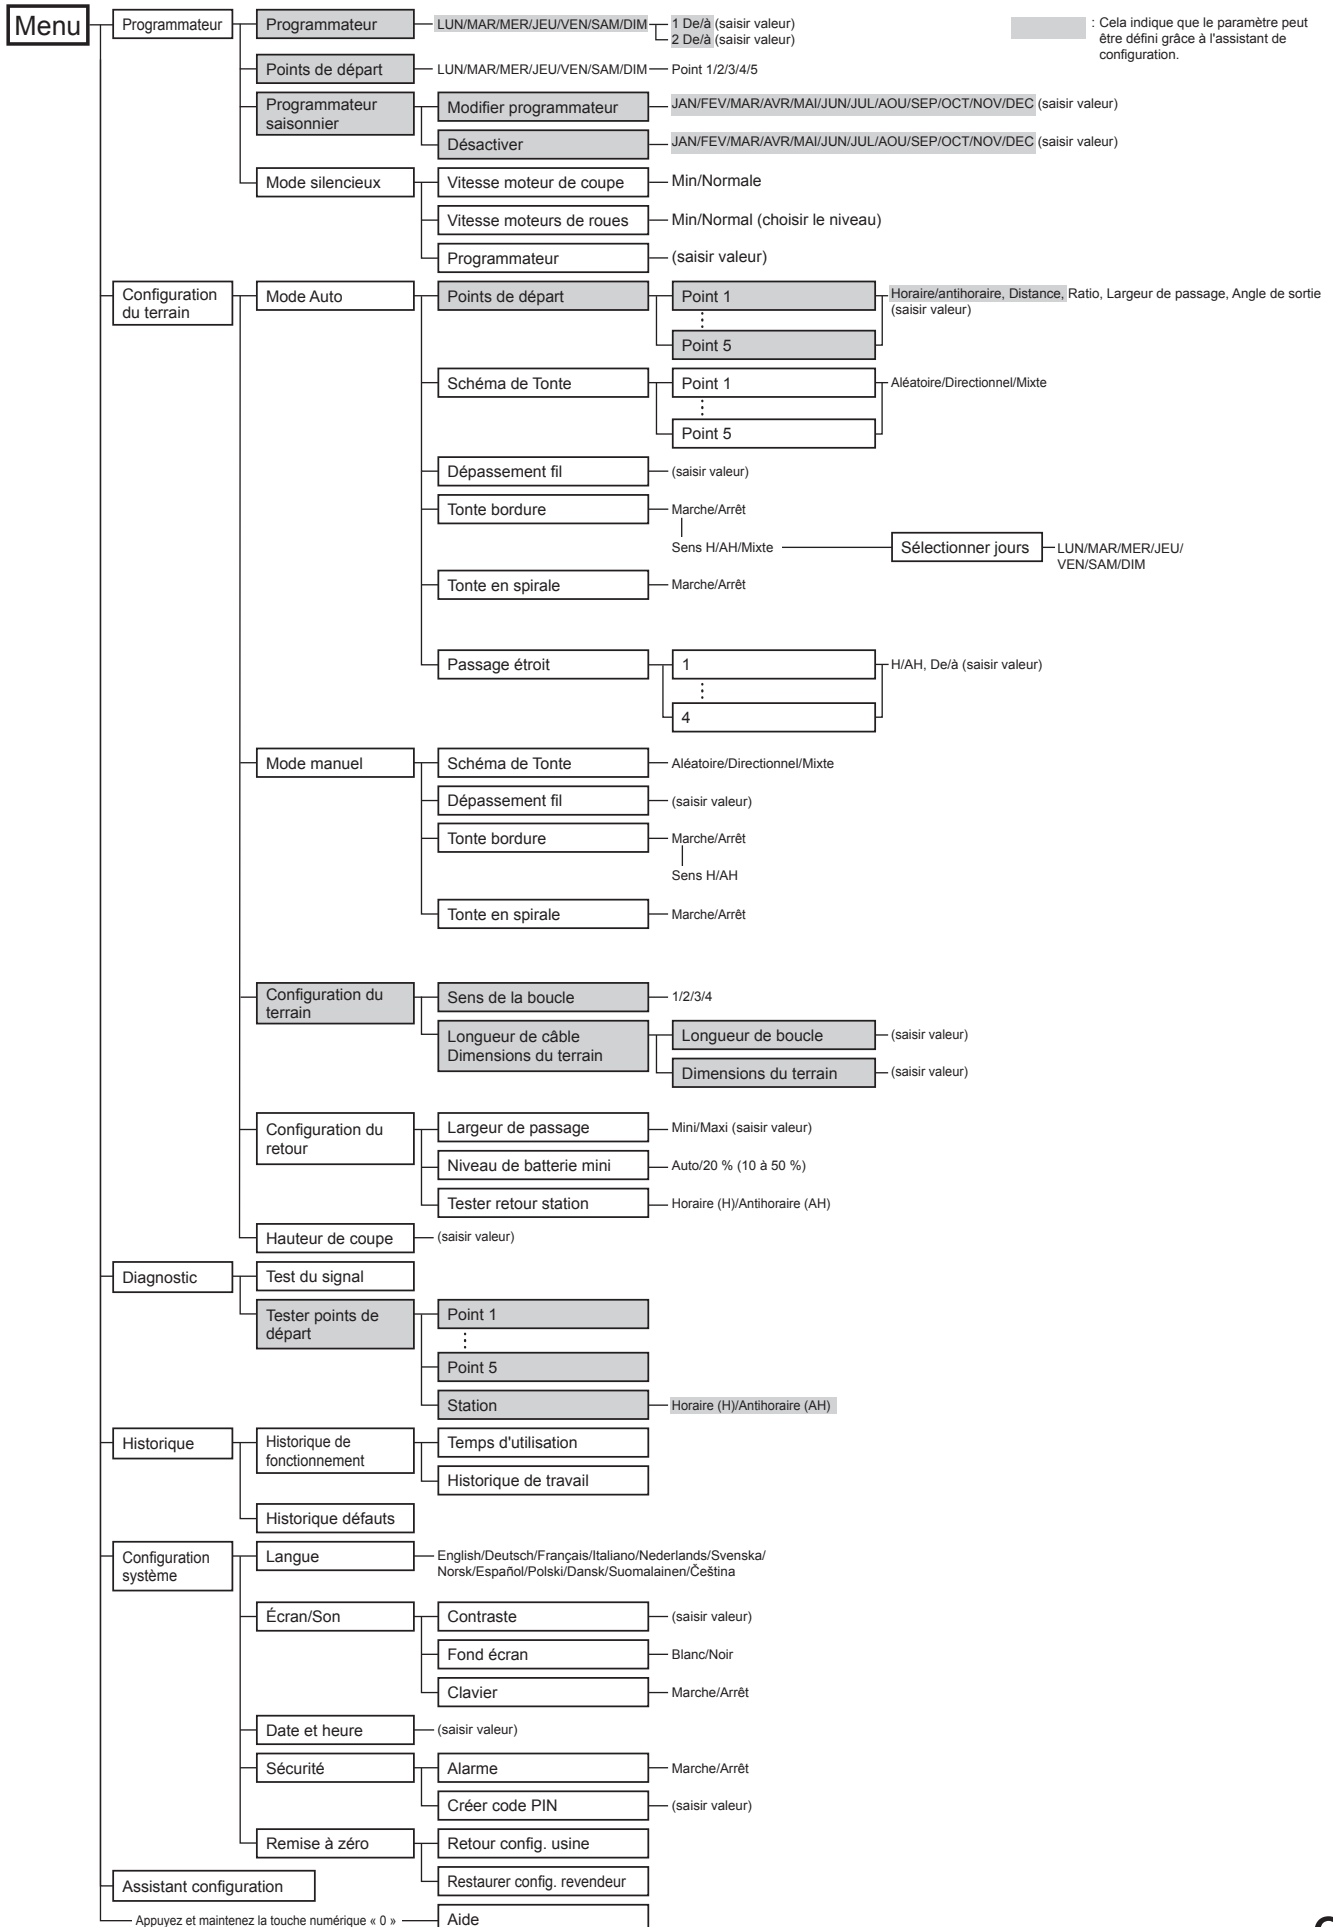 Menu
Programmateur
Programmateur
LUN/MAR/MER/JEU/VEN/SAM/DIM
1 De/à (saisir valeur)
2 De/à (saisir valeur)
: Cela indique que le paramètre peut
être défini grâce à l'assistant de
configuration.
Points de départ
LUN/MAR/MER/JEU/VEN/SAM/DIM
Point 1/2/3/4/5
Programmateur
saisonnier
Modifier programmateur
JAN/FEV/MAR/AVR/MAI/JUN/JUL/AOU/SEP/OCT/NOV/DEC (saisir valeur)
Désactiver
JAN/FEV/MAR/AVR/MAI/JUN/JUL/AOU/SEP/OCT/NOV/DEC (saisir valeur)
Mode silencieux
Vitesse moteur de coupe
Min/Normale
Vitesse moteurs de roues
Min/Normal (choisir le niveau)
Programmateur
(saisir valeur)
Configuration
du terrain
Mode Auto
Points de départ
Point 1
Point 5
Horaire/antihoraire, Distance, Ratio, Largeur de passage, Angle de sortie
(saisir valeur)
Schéma de Tonte
Point 1
Point 5
Aléatoire/Directionnel/Mixte
Dépassement fil
(saisir valeur)
Tonte bordure
Marche/Arrêt
Sens H/AH/Mixte
Sélectionner jours
LUN/MAR/MER/JEU/
VEN/SAM/DIM
Tonte en spirale
Marche/Arrêt
Passage étroit
1
4
H/AH, De/à (saisir valeur)
Mode manuel
Schéma de Tonte
Aléatoire/Directionnel/Mixte
Dépassement fil
(saisir valeur)
Tonte bordure
Marche/Arrêt
Sens H/AH
Tonte en spirale
Marche/Arrêt
Configuration du
terrain
Sens de la boucle
1/2/3/4
Longueur de câble
Dimensions du terrain
Longueur de boucle
(saisir valeur)
Dimensions du terrain
(saisir valeur)
Configuration du
retour
Largeur de passage
Mini/Maxi (saisir valeur)
Niveau de batterie mini
Auto/20 % (10 à 50 %)
Tester retour station
Horaire (H)/Antihoraire (AH)
Hauteur de coupe
(saisir valeur)
Diagnostic
Test du signal
Tester points de
départ
Point 1
Point 5
Station
Horaire (H)/Antihoraire (AH)
Historique
Historique de
fonctionnement
Temps d'utilisation
Historique de travail
Historique défauts
Configuration
système
Langue
English/Deutsch/Français/Italiano/Nederlands/Svenska/
Norsk/Español/Polski/Dansk/Suomalainen/Čeština
Écran/Son
Contraste
(saisir valeur)
Fond écran
Blanc/Noir
Clavier
Marche/Arrêt
Date et heure
(saisir valeur)
Sécurité
Alarme
Marche/Arrêt
Créer code PIN
(saisir valeur)
Remise à zéro
Retour config. usine
Restaurer config. revendeur
Assistant configuration
Appuyez et maintenez la touche numérique « 0 »
Aide